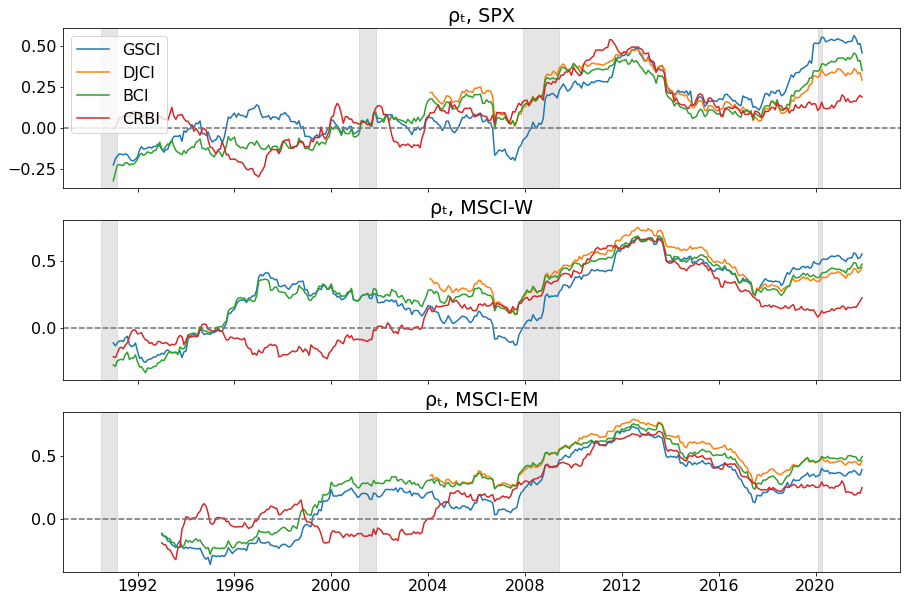 ρₜ, SPX
0.50
0.25
0.00
−0.25
GSCI
DJCI
BCI
CRBI
ρₜ, MSCI-W
0.5
0.0
ρₜ, MSCI-EM
0.5
0.0
1992 1996 2000 2004 2008 2012 2016 2020